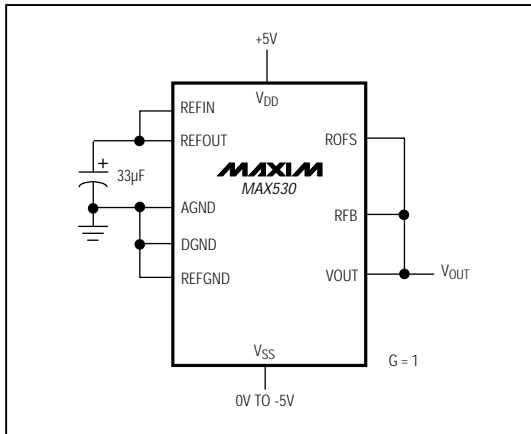 +5V
VDD
REFIN
REFOUT
ROFS
+
33µF
MAXIM
MAX530
AGND
RFB
DGND
REFGND
VOUT
VOUT
VSS
G = 1
0V TO -5V